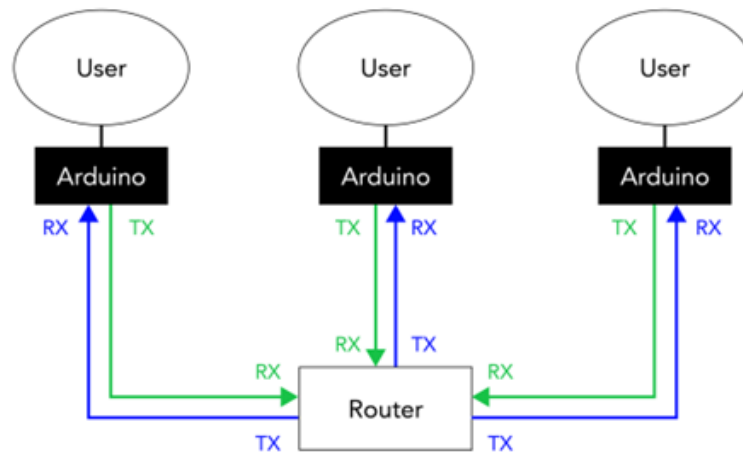 User User User
Arduino Arduino Arduino
RX TX TX RX TX RX
RX TX
RX RX
Router
TX TX